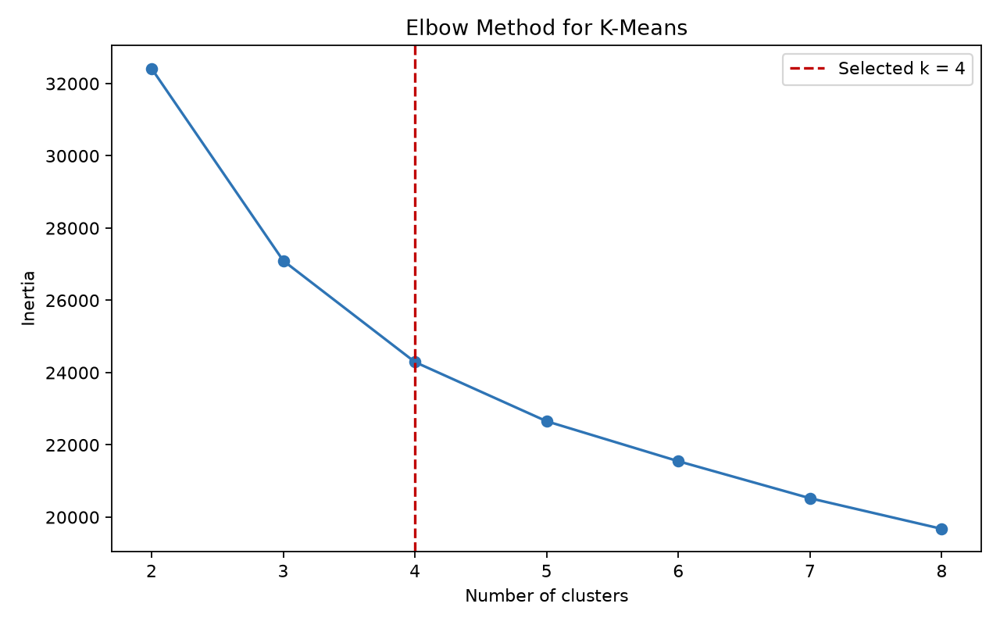 Elbow Method for K-Means
Selected k = 4
Inertia
32000
30000
28000
26000
24000
22000
20000
2 3 4 5 6 7 8
Number of clusters